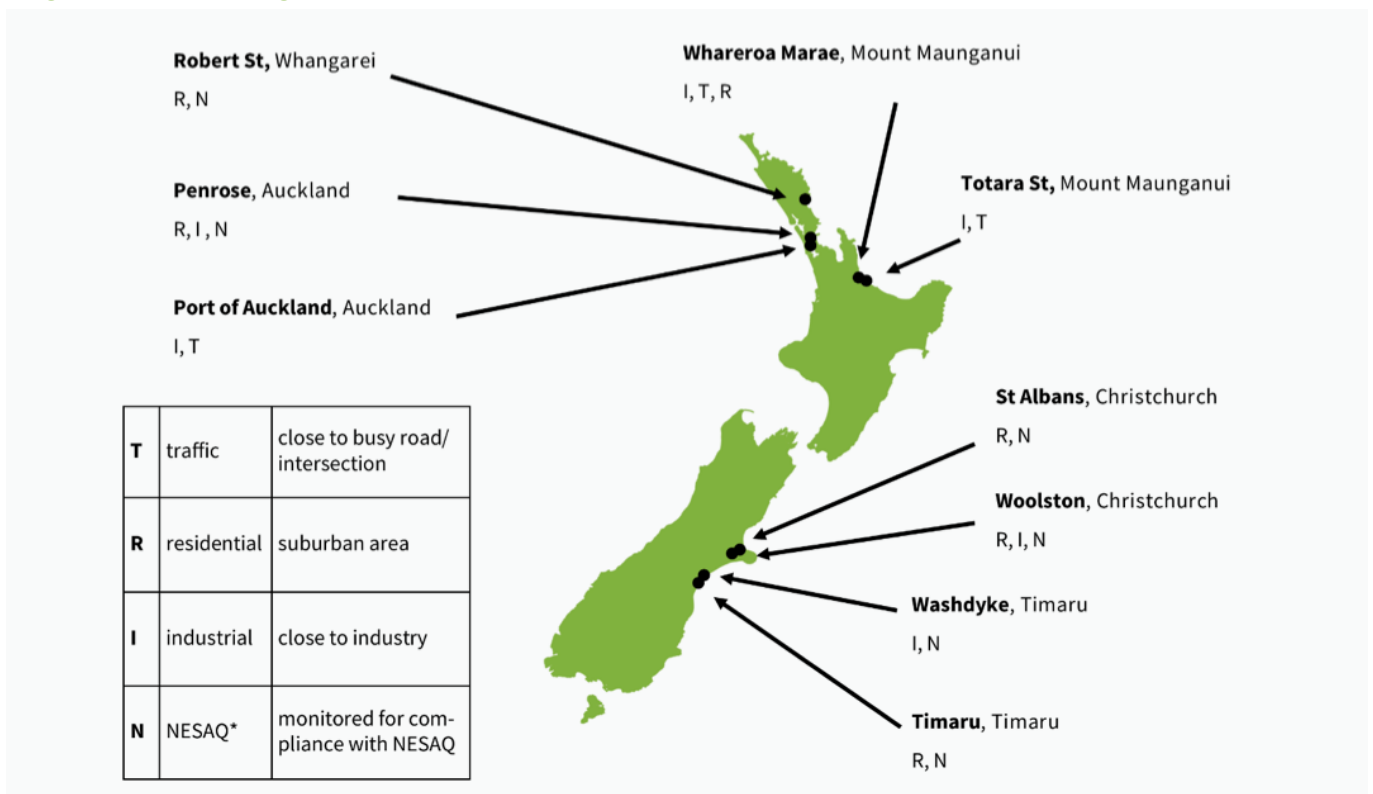 Robert St, Whangarei
R, N
Whareroa Marae, Mount Maunganui
I, T, R
Penrose, Auckland
R, I , N
Totara St, Mount Maunganui
I, T
Port of Auckland, Auckland
I, T
St Albans, Christchurch
R, N
Woolston, Christchurch
R, I, N
Washdyke, Timaru
I, N
Timaru, Timaru
R, N
T traffic close to busy road/
intersection
R residential suburban area
I industrial close to industry
N NESAQ* monitored for com-
pliance with NESAQ